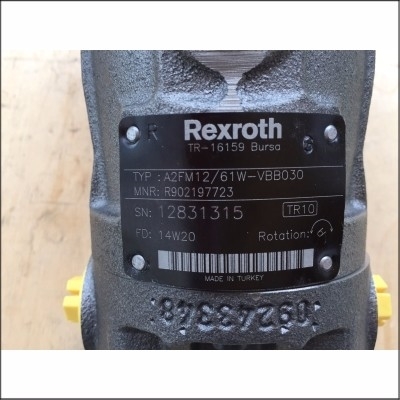 Rexroth
TR-16159 Bursa
TYP: A2FM12/61W-VBB030
MNR: R902197723
SN: 12831315 TR10
FD: 14W20 Rotation:
MADE IN TURKEY